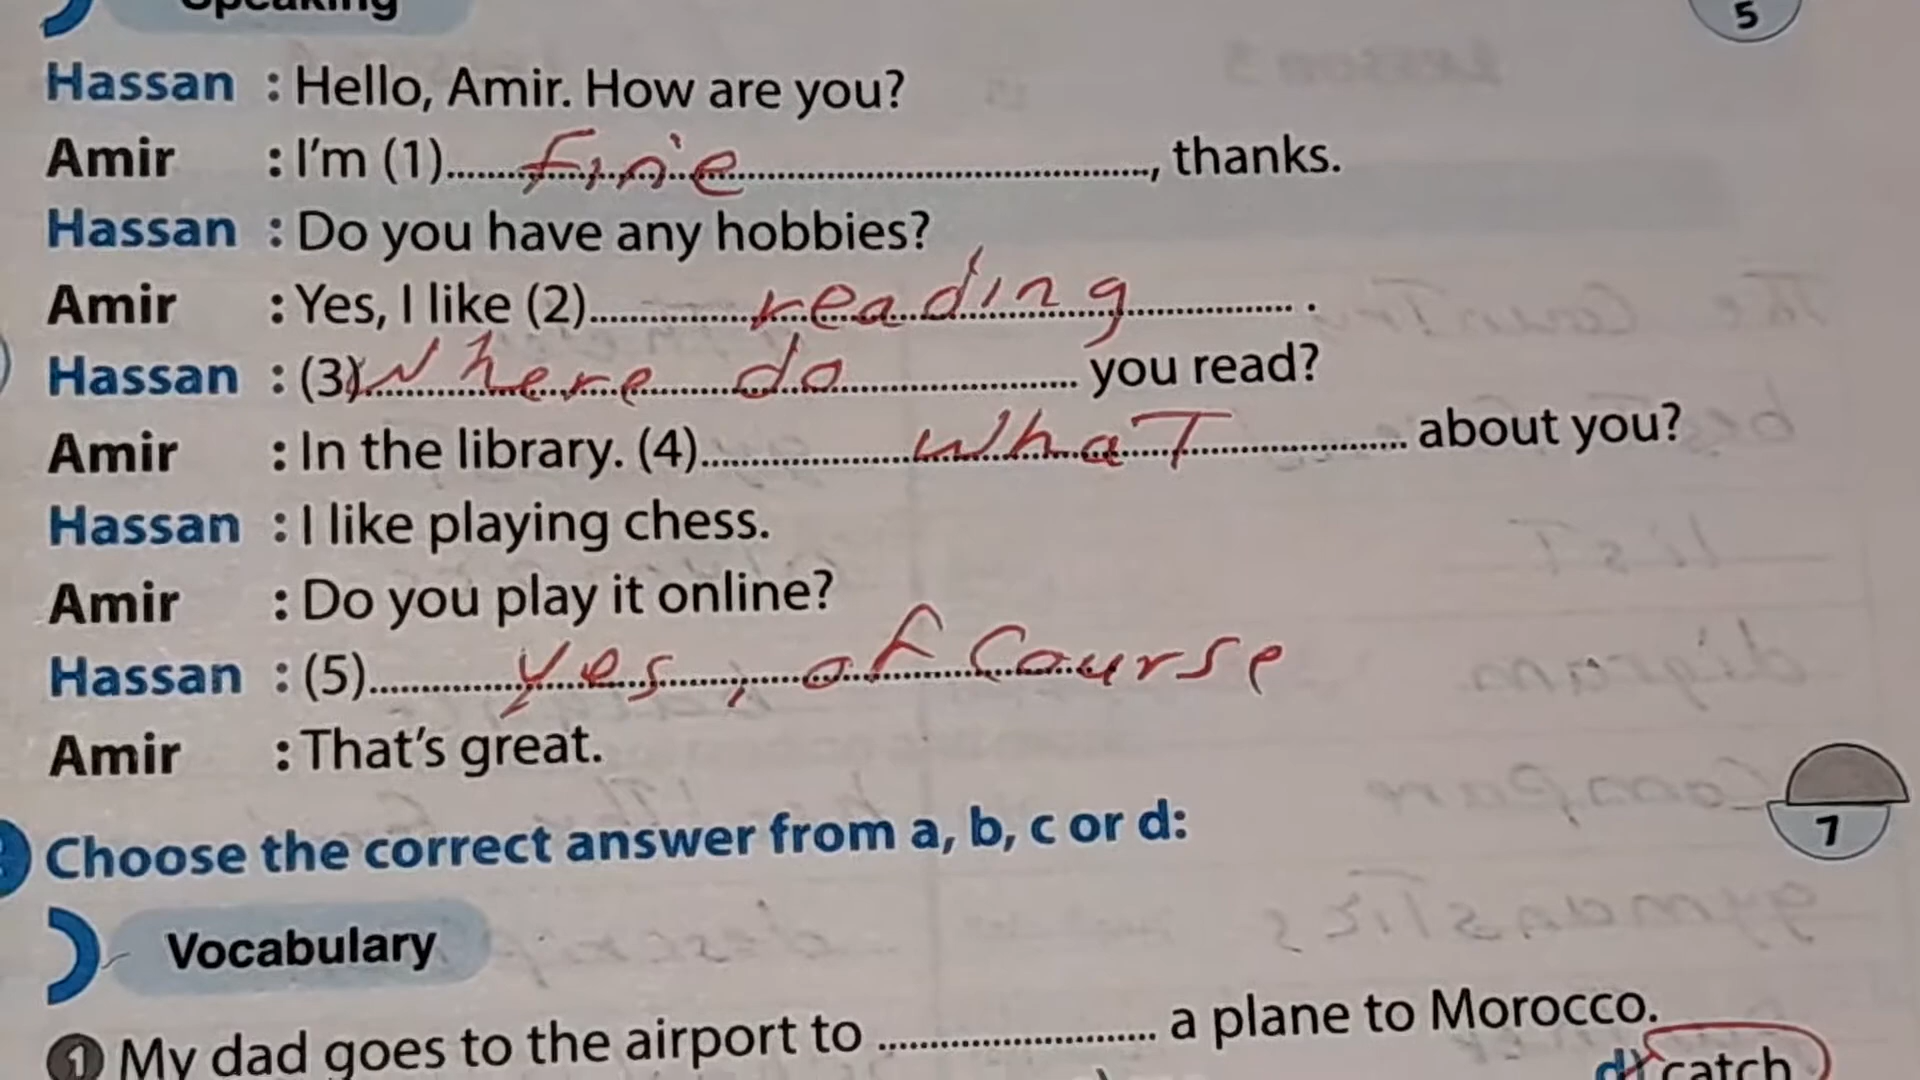 Speaking
5
Hassan : Hello, Amir. How are you?
Amir : I'm (1)...... fine ......, thanks.
Hassan : Do you have any hobbies?
Amir : Yes, I like (2)...... reading ...... .
Hassan : (3) Where do ...... you read?
Amir : In the library. (4)...... what ...... about you?
Hassan : I like playing chess.
Amir : Do you play it online?
Hassan : (5)...... yes, of course
Amir : That's great.
Choose the correct answer from a, b, c or d:
7
Vocabulary
1 My dad goes to the airport to ...... a plane to Morocco.
d) catch